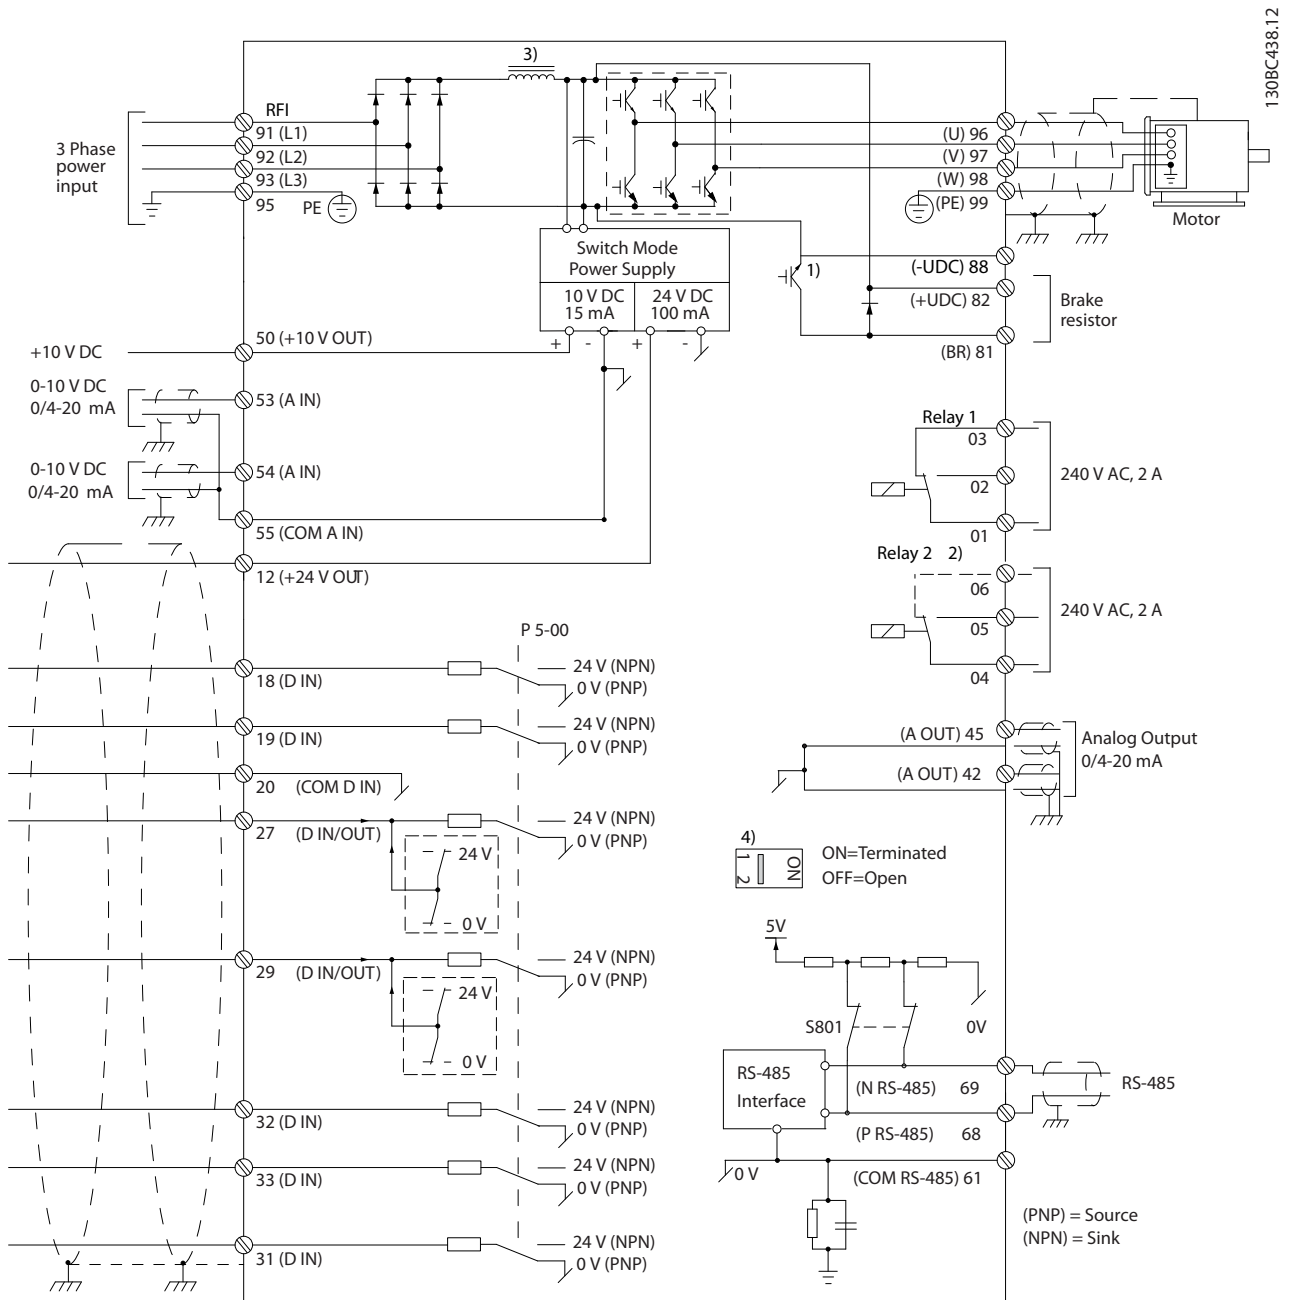 130BC438.12
3)
3 Phase
power
input
RFI
91 (L1)
92 (L2)
93 (L3)
95
PE
(U) 96
(V) 97
(W) 98
(PE) 99
Motor
Switch Mode
Power Supply
10 V DC
15 mA
24 V DC
100 mA
+
-
+
-
1)
(-UDC) 88
(+UDC) 82
(BR) 81
Brake
resistor
+10 V DC
50 (+10 V OUT)
0-10 V DC
0/4-20 mA
53 (A IN)
0-10 V DC
0/4-20 mA
54 (A IN)
55 (COM A IN)
12 (+24 V OUT)
Relay 1
03
02
01
240 V AC, 2 A
Relay 2 2)
06
05
04
240 V AC, 2 A
P 5-00
18 (D IN)
24 V (NPN)
0 V (PNP)
19 (D IN)
24 V (NPN)
0 V (PNP)
20 (COM D IN)
27 (D IN/OUT)
24 V (NPN)
0 V (PNP)
24 V
0 V
29 (D IN/OUT)
24 V (NPN)
0 V (PNP)
24 V
0 V
32 (D IN)
24 V (NPN)
0 V (PNP)
33 (D IN)
24 V (NPN)
0 V (PNP)
31 (D IN)
24 V (NPN)
0 V (PNP)
(A OUT) 45
(A OUT) 42
Analog Output
0/4-20 mA
4)
1 2
ON
ON=Terminated
OFF=Open
5V
S801
0V
RS-485
Interface
(N RS-485) 69
(P RS-485) 68
RS-485
0 V
(COM RS-485) 61
(PNP) = Source
(NPN) = Sink